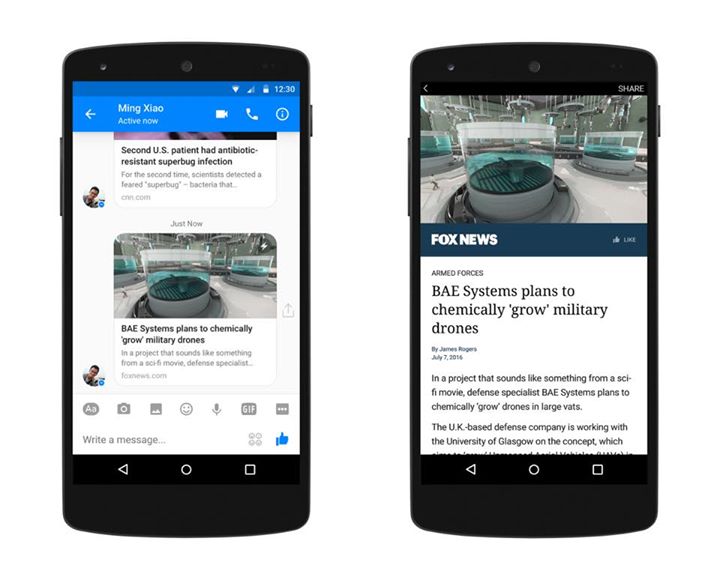 12:30
Ming Xiao
Active now
Second U.S. patient had antibiotic-
resistant superbug infection
For the second time, scientists detected a
feared "superbug" – bacteria that...
cnn.com
Just Now
BAE Systems plans to chemically
'grow' military drones
In a project that sounds like something
from a sci-fi movie, defense specialist...
foxnews.com
Aa
GIF
Write a message...
SHARE
FOX NEWS
LIKE
ARMED FORCES
BAE Systems plans to
chemically 'grow' military
drones
By James Rogers
July 7, 2016
In a project that sounds like something from a sci-
fi movie, defense specialist BAE Systems plans to
chemically 'grow' drones in large vats.
The U.K.-based defense company is working with
the University of Glasgow on the concept, which